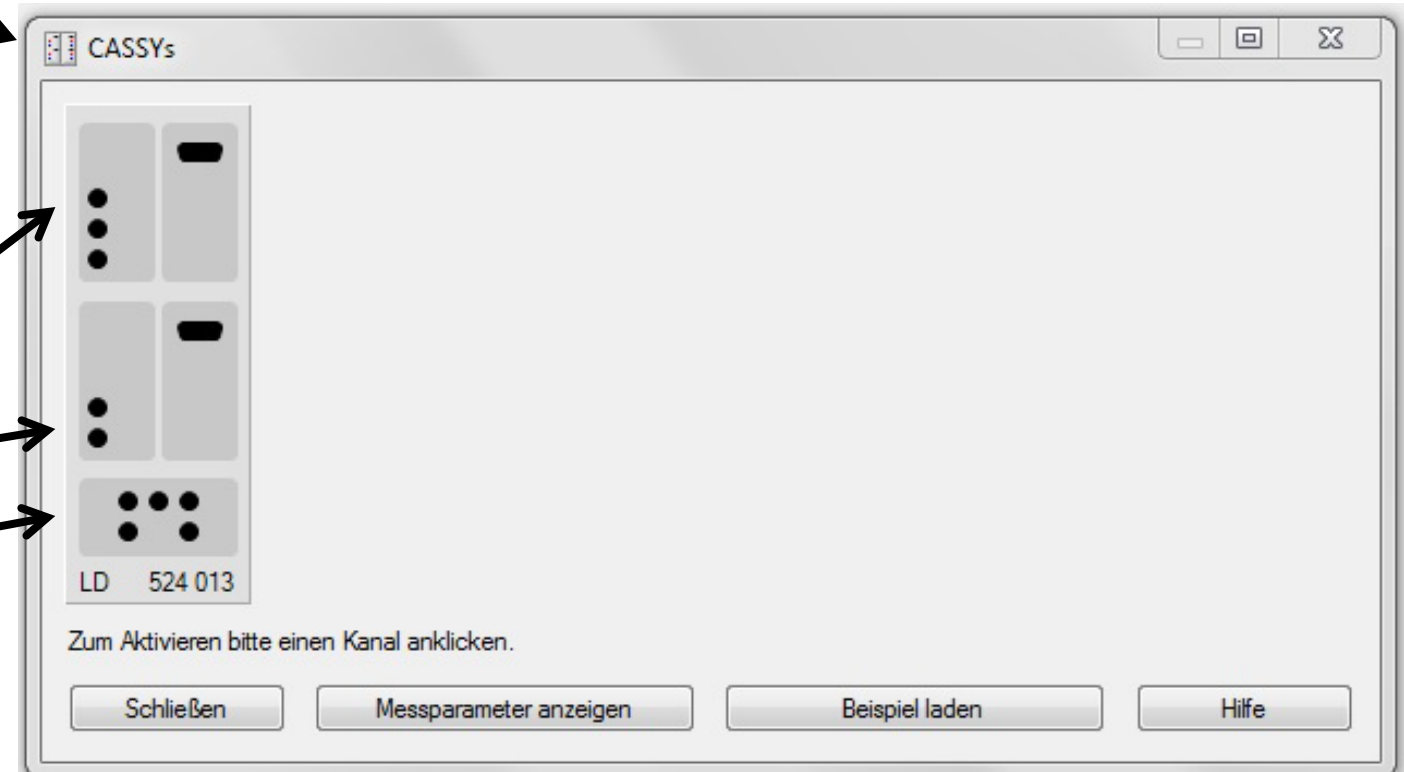 CASSYs
LD 524 013
Zum Aktivieren bitte einen Kanal anklicken.
Schließen Messparameter anzeigen Beispiel laden Hilfe